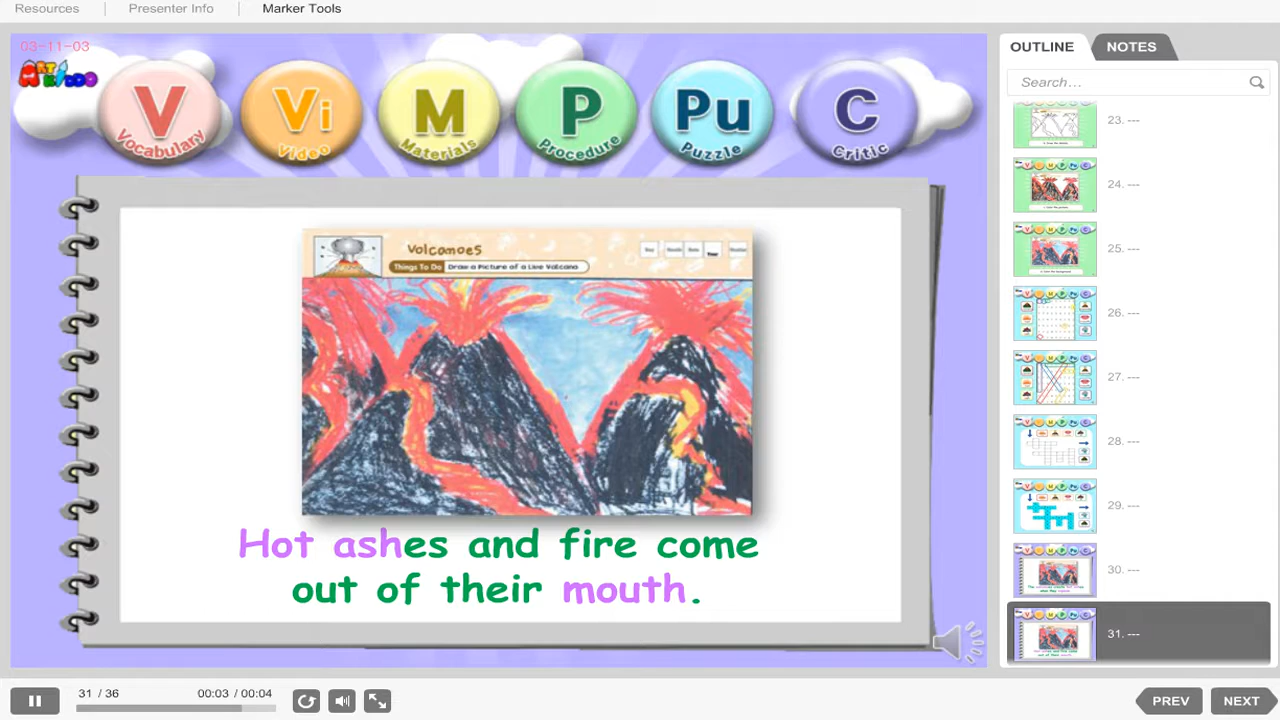 Resources Presenter Info Marker Tools
03-11-03
ART KIDDO
V Vocabulary
Vi Video
M Materials
P Procedure
Pu Puzzle
C Critic
Volcanoes
Things To Do Draw a Picture of a Live Volcano
Hot ashes and fire come
out of their mouth.
OUTLINE NOTES
Search...
23. ---
24. ---
25. ---
26. ---
27. ---
28. ---
29. ---
30. ---
31. ---
31 / 36 00:03 / 00:04
PREV NEXT